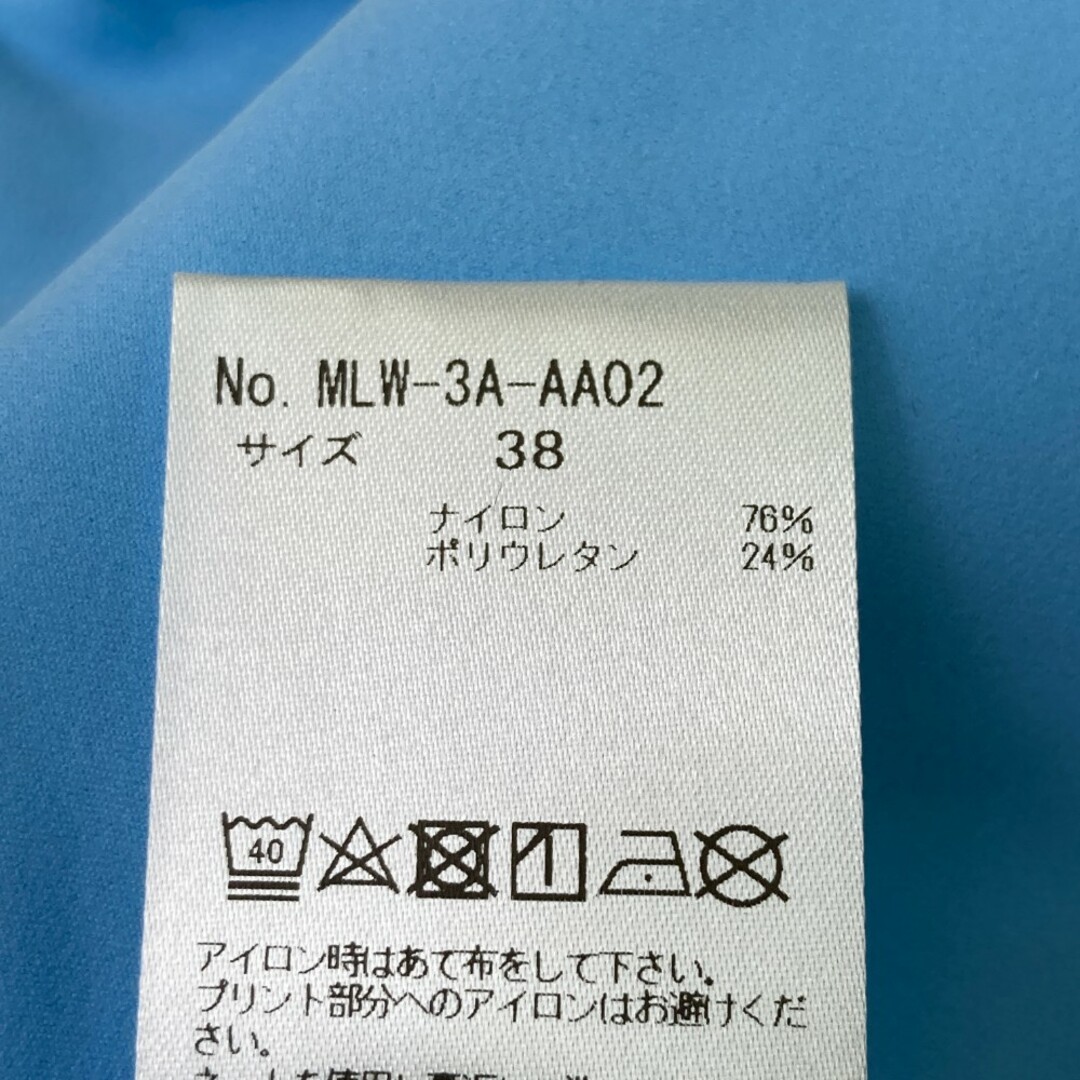 No. MLW-3A-AA02
サイズ 38
ナイロン 76%
ポリウレタン 24%
40
アイロン時はあて布をして下さい。
プリント部分へのアイロンはお避けくだ
さい。